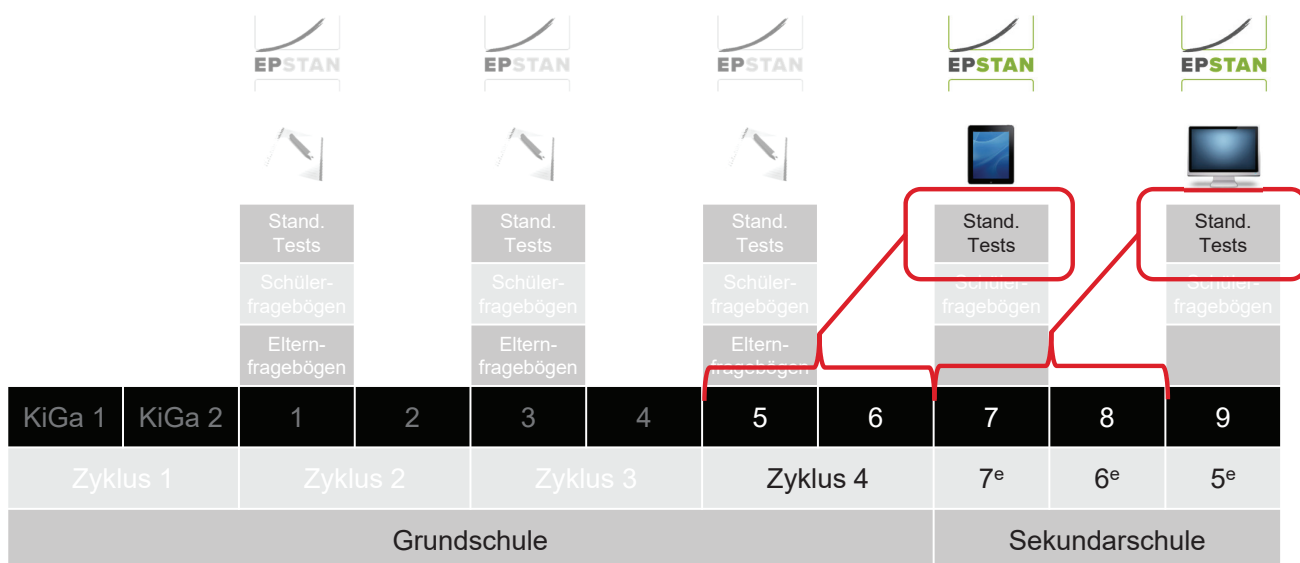 EPSTAN EPSTAN EPSTAN EPSTAN EPSTAN
Stand. Stand. Stand. Stand. Stand.
Tests Tests Tests Tests Tests
Schüler- Schüler- Schüler- Schüler- Schüler-
fragebögen fragebögen fragebögen fragebögen fragebögen
Eltern- Eltern- Eltern-
fragebögen fragebögen fragebögen
KiGa 1 KiGa 2 1 2 3 4 5 6 7 8 9
Zyklus 1 Zyklus 2 Zyklus 3 Zyklus 4 7e 6e 5e
Grundschule Sekundarschule